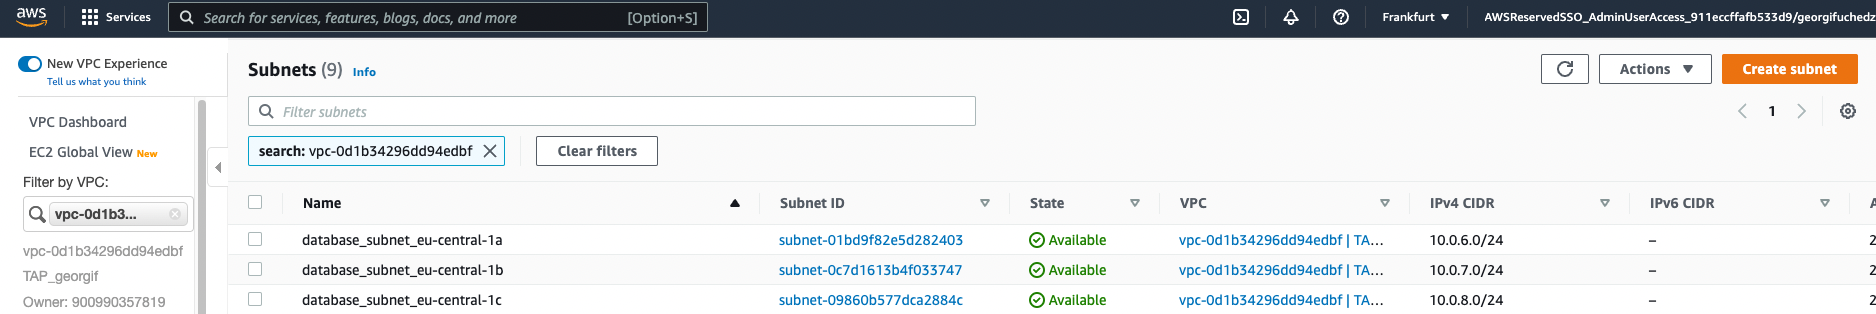 aws Services Search for services, features, blogs, docs, and more [Option+S] Frankfurt AWSReservedSSO_AdminUserAccess_911eccffafb533d9/georgifuchedz
New VPC Experience
Tell us what you think
VPC Dashboard
EC2 Global View New
Filter by VPC:
vpc-0d1b3...
vpc-0d1b34296dd94edbf
TAP_georgif
Owner: 900990357819
Subnets (9) Info
Actions
Create subnet
Filter subnets
1
search: vpc-0d1b34296dd94edbf
Clear filters
Name Subnet ID State VPC IPv4 CIDR IPv6 CIDR A
database_subnet_eu-central-1a subnet-01bd9f82e5d282403 Available vpc-0d1b34296dd94edbf | TA... 10.0.6.0/24 – 2
database_subnet_eu-central-1b subnet-0c7d1613b4f033747 Available vpc-0d1b34296dd94edbf | TA... 10.0.7.0/24 – 2
database_subnet_eu-central-1c subnet-09860b577dca2884c Available vpc-0d1b34296dd94edbf | TA... 10.0.8.0/24 – 2